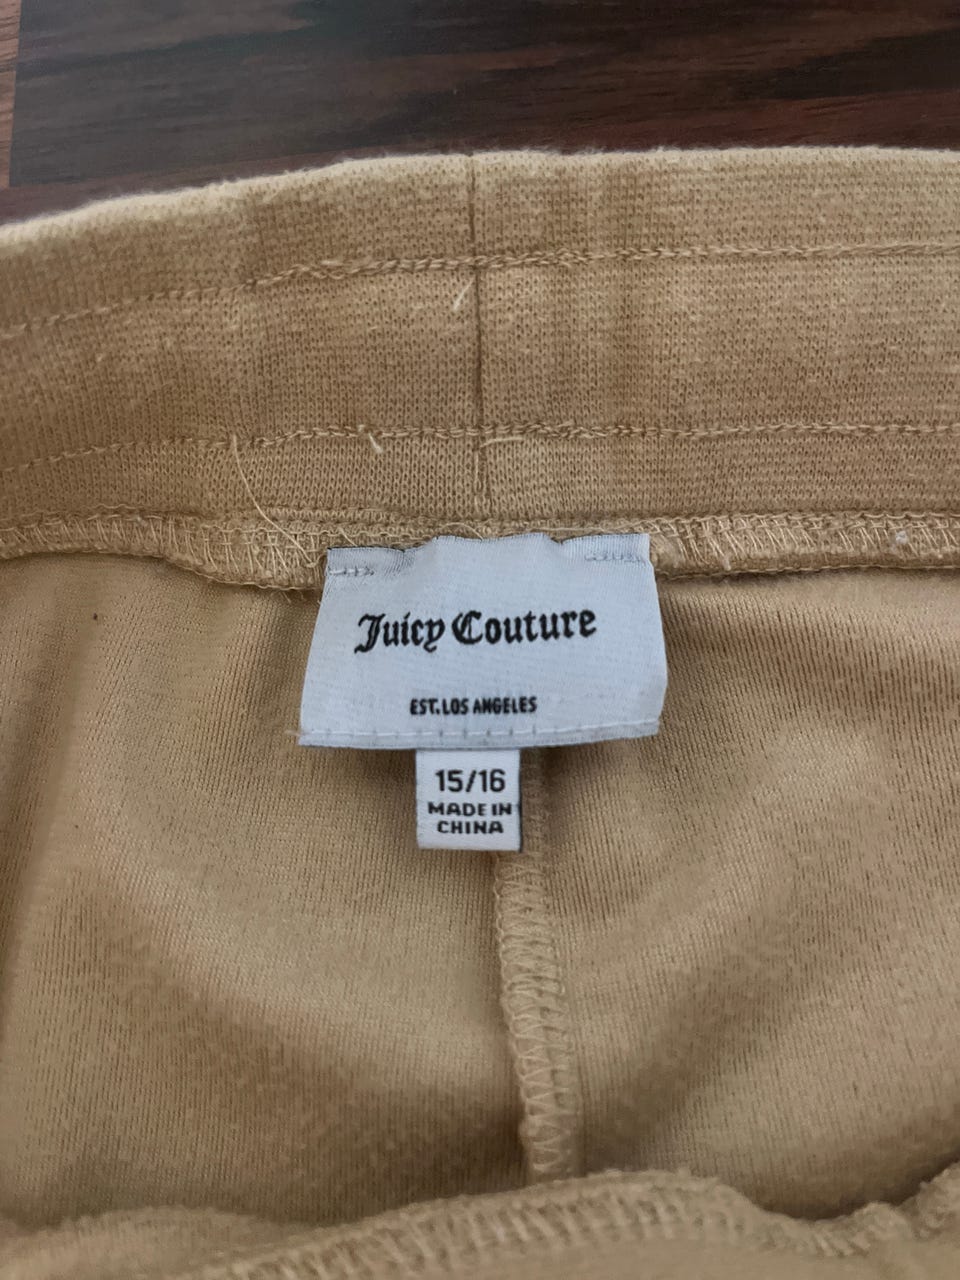 Juicy Couture
EST. LOS ANGELES
15/16
MADE IN
CHINA